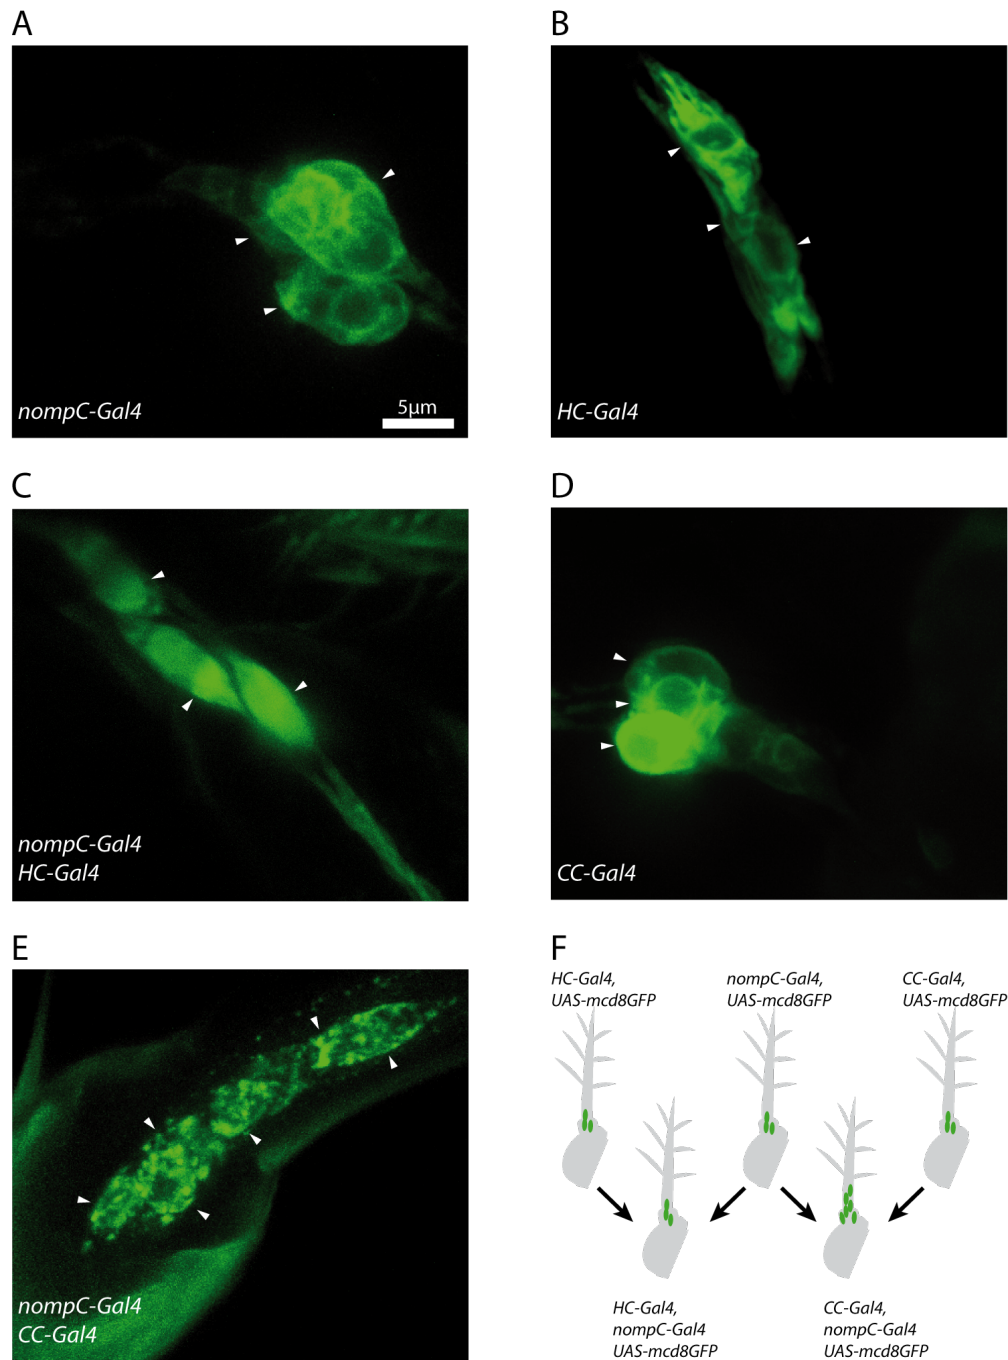 A
B
nompC-Gal4
5µm
HC-Gal4
C
D
nompC-Gal4
HC-Gal4
CC-Gal4
E
F
nompC-Gal4
CC-Gal4
HC-Gal4,
UAS-mcd8GFP
nompC-Gal4,
UAS-mcd8GFP
CC-Gal4,
UAS-mcd8GFP
HC-Gal4,
nompC-Gal4
UAS-mcd8GFP
CC-Gal4,
nompC-Gal4
UAS-mcd8GFP